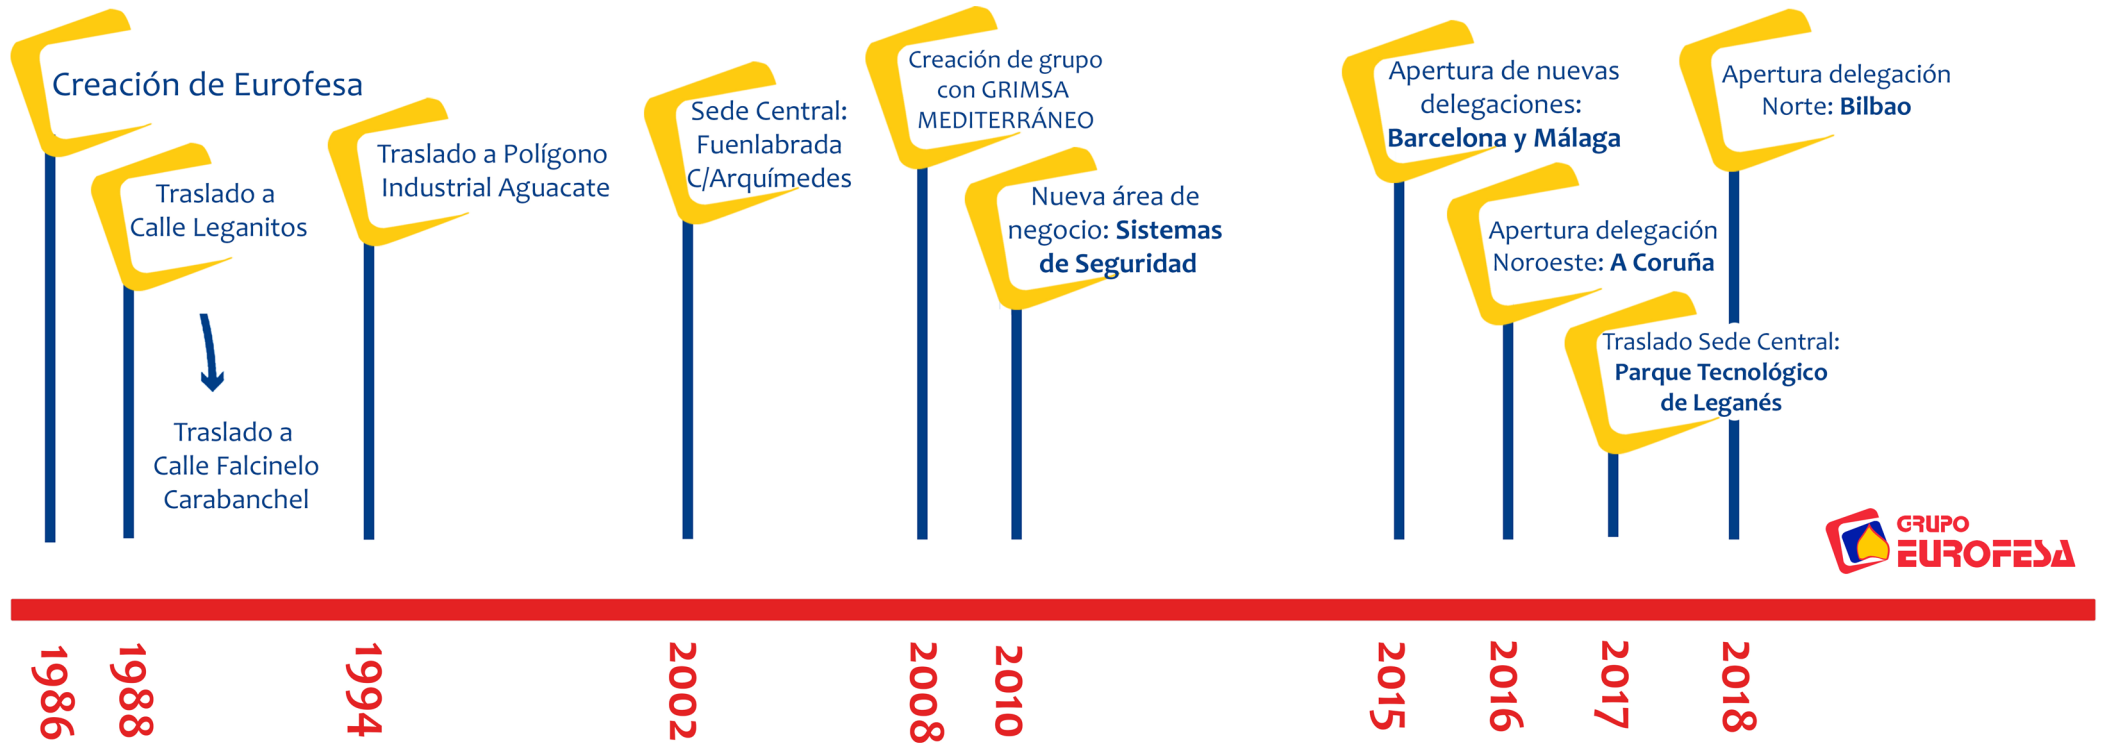 Creación de Eurofesa
Traslado a
Calle Leganitos
Traslado a
Calle Falcinelo
Carabanchel
Traslado a Polígono
Industrial Aguacate
Sede Central:
Fuenlabrada
C/Arquímedes
Creación de grupo
con GRIMSA
MEDITERRÁNEO
Nueva área de
negocio: Sistemas
de Seguridad
Apertura de nuevas
delegaciones:
Barcelona y Málaga
Apertura delegación
Noroeste: A Coruña
Traslado Sede Central:
Parque Tecnológico
de Leganés
Apertura delegación
Norte: Bilbao
GRUPO
EUROFESA
1986
1988
1994
2002
2008
2010
2015
2016
2017
2018